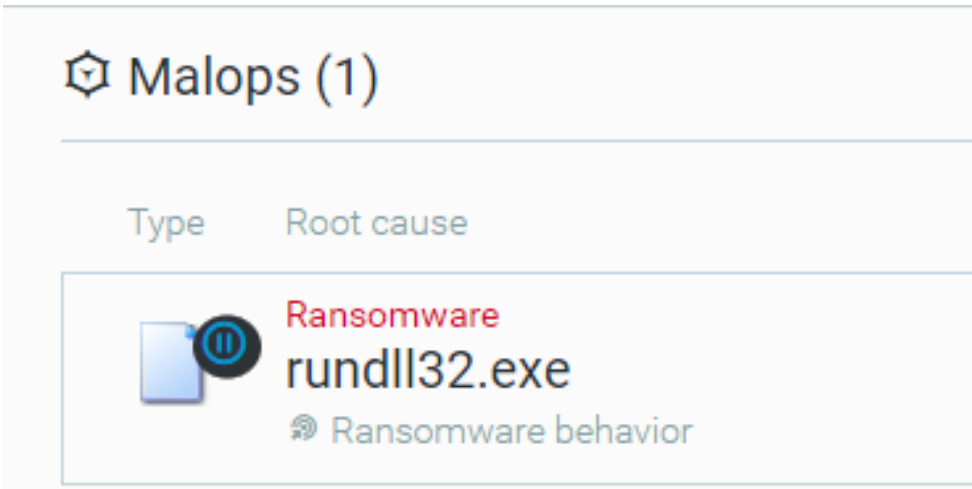 Malops (1)
Type Root cause
Ransomware
rundll32.exe
Ransomware behavior